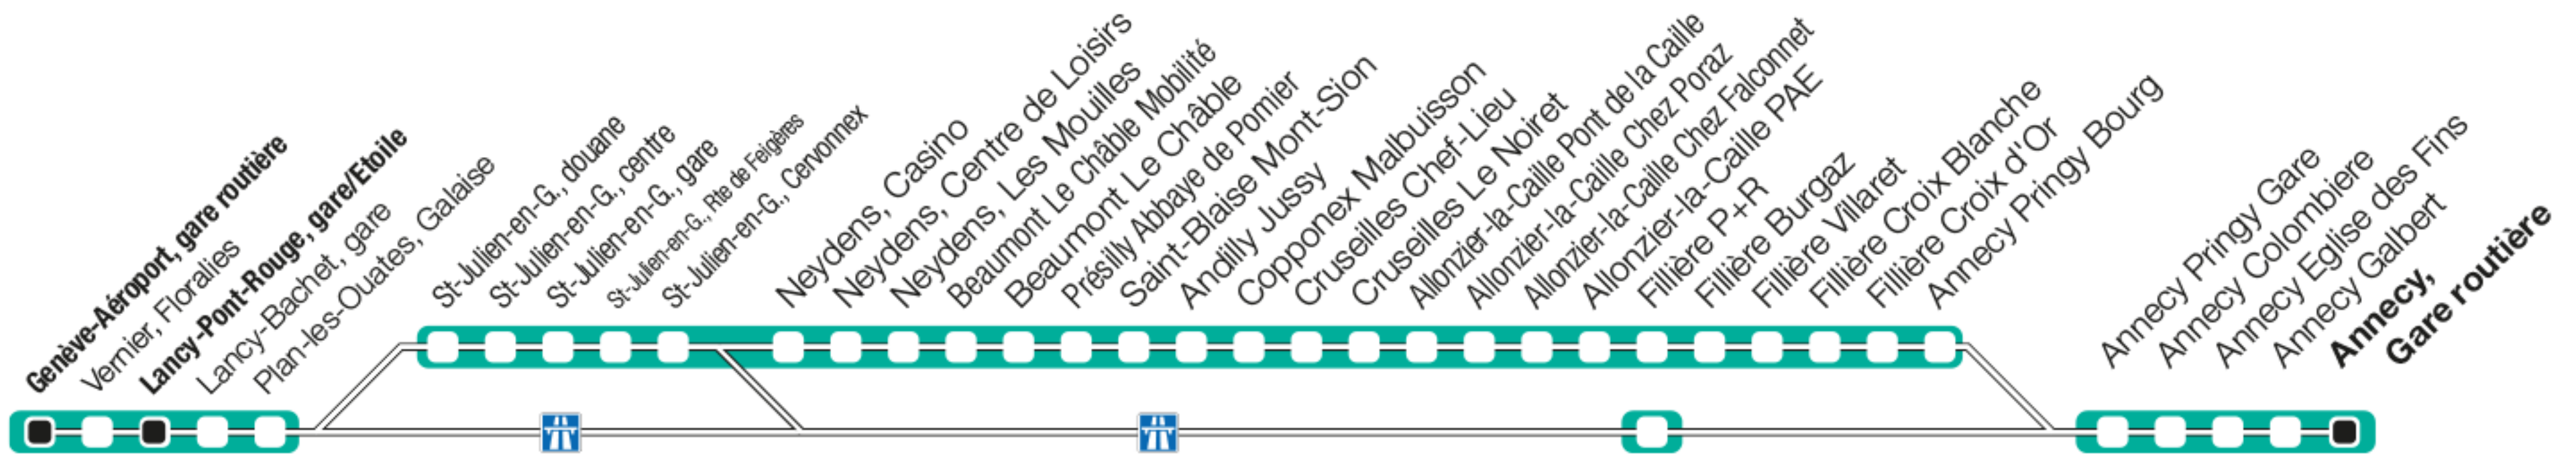 Genève-Aéroport, gare routière
Vernier, Floralies
Lancy-Pont-Rouge, gare/Etoile
Lancy-Bachet, gare
Plan-les-Ouates, Galaise
St-Julien-en-G., douane
St-Julien-en-G., centre
St-Julien-en-G., gare
St-Julien-en-G., Rte de Feigères
St-Julien-en-G., Cervonnex
Neydens, Casino
Neydens, Centre de Loisirs
Neydens, Les Mouilles
Beaumont Le Châble Mobilité
Beaumont Le Châble
Présilly Abbaye de Pomier
Saint-Blaise Mont-Sion
Andilly Jussy
Copponex Malbuisson
Cruseilles Chef-Lieu
Cruseilles Le Noiret
Allonzier-la-Caille Pont de la Caille
Allonzier-la-Caille Chez Poraz
Allonzier-la-Caille Chez Falconnet
Allonzier-la-Caille PAE
Fillière P+R
Fillière Burgaz
Fillière Villaret
Fillière Croix Blanche
Fillière Croix d'Or
Annecy Pringy Bourg
Annecy Pringy Gare
Annecy Colombiere
Annecy Eglise des Fins
Annecy Galbert
Annecy,
Gare routière